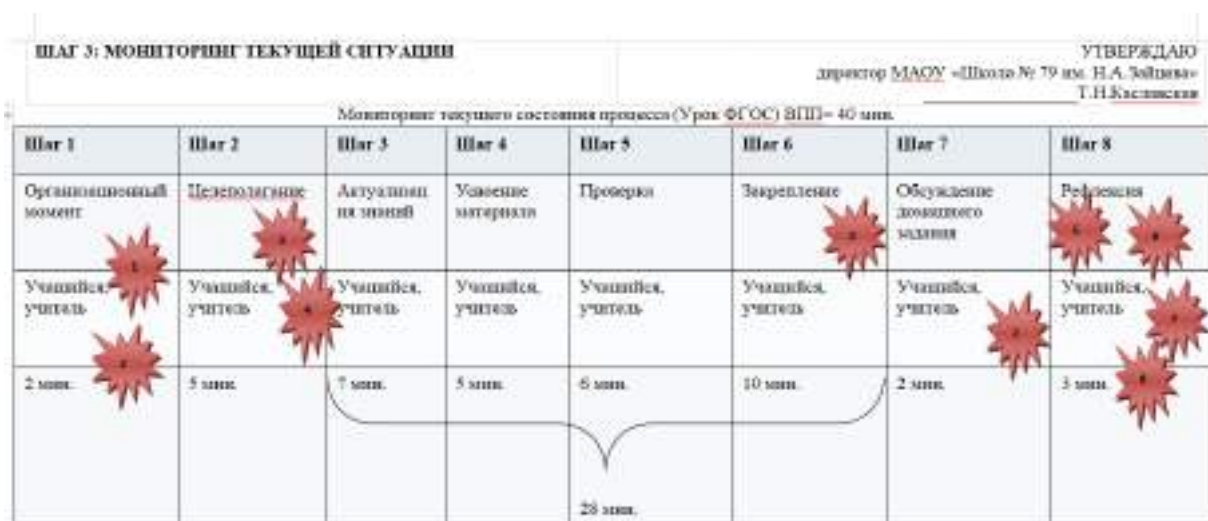 ШАГ 3: МОНИТОРИНГ ТЕКУЩЕЙ СИТУАЦИИ
УТВЕРЖДАЮ
директор МАОУ «Школа № 79 им. Н.А.Зайцева»
Т.Н.
Мониторинг текущего состояния процесса (Урок ФГОС) ВПП= 40 мин.
Шаг 1 Шаг 2 Шаг 3 Шаг 4 Шаг 5 Шаг 6 Шаг 7 Шаг 8
Организационный Целеполагание Актуализац Усвоение Проверка Закрепление Обсуждение Рефлексия
момент ия знаний материала домашнего
задания
Учащийся, Учащийся, Учащийся, Учащийся, Учащийся, Учащийся, Учащийся, Учащийся,
учитель учитель учитель учитель учитель учитель учитель учитель
2 мин. 5 мин. 7 мин. 5 мин. 6 мин. 10 мин. 2 мин. 3 мин.
28 мин.